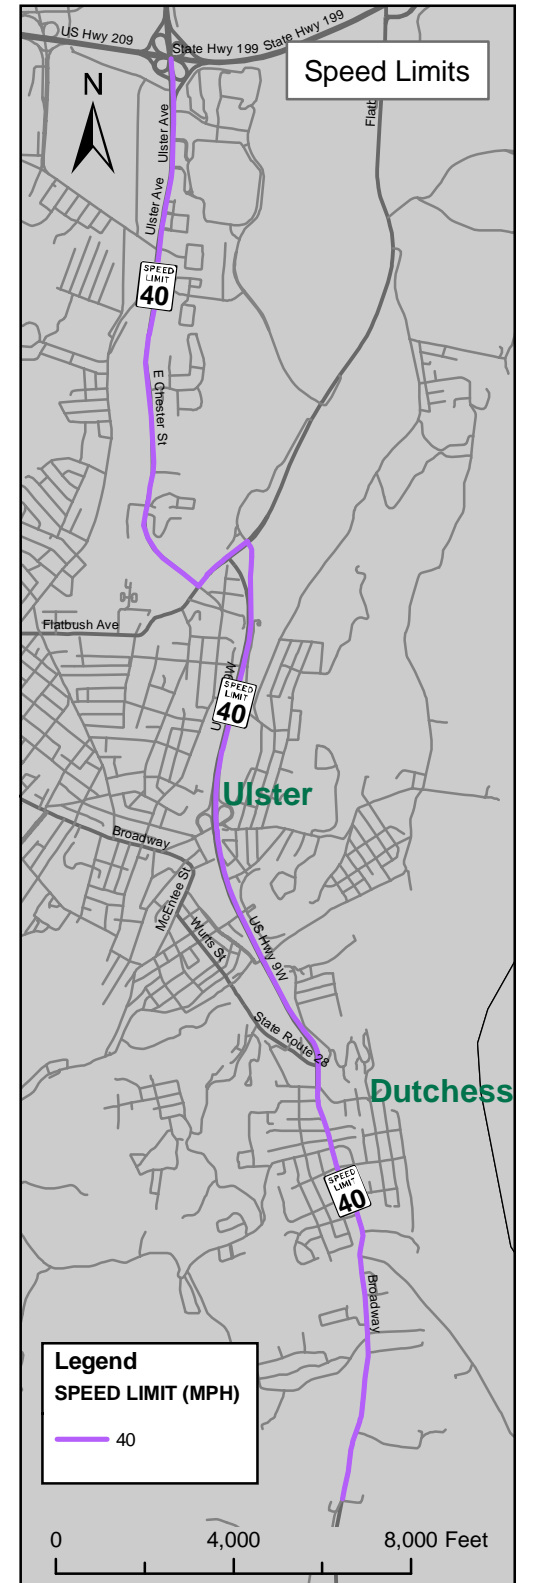 US Hwy 209
State Hwy 199
State Hwy 199
Speed Limits
N
Flatb
Ulster Ave
Ulster Ave
SPEED
LIMIT
40
E Chester St
Flatbush Ave
SPEED
LIMIT
40
Ulster
Broadway
McEntee St
Wurts St
US Hwy 9W
State Route 28
Dutchess
SPEED
LIMIT
40
Broadway
Legend
SPEED LIMIT (MPH)
40
0 4,000 8,000 Feet